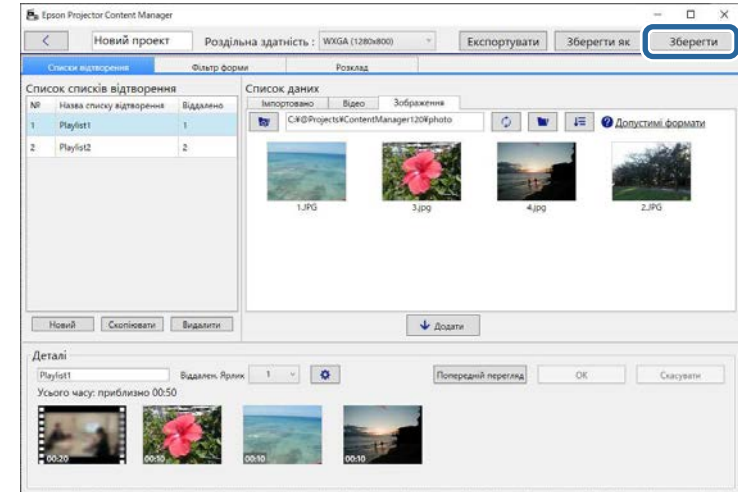 Epson Projector Content Manager
Новий проект Роздільна здатність : WXGA (1280x800) Експортувати Зберегти як Зберегти
Списки відтворення Фільтр форми Розклад
Список списків відтворення Список даних
№ Назва списку відтворення Віддалено Імпортовано Відео Зображення
1 Playlist1 1 C:¥@Projects¥ContentManager120¥photo Допустимі формати
2 Playlist2 2
1.JPG 3.jpg 4.jpg 2.JPG
Новий Скопіювати Видалити Додати
Деталі
Playlist1 Віддален. Ярлик 1 Попередній перегляд OK Скасувати
Усього часу: приблизно 00:50
00:20 00:10 00:10 00:10